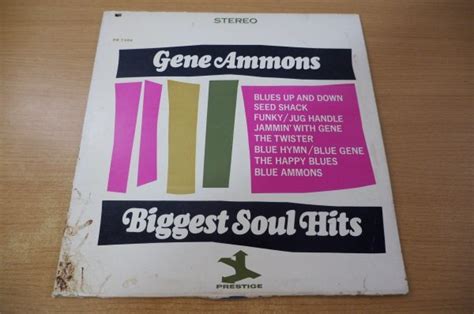 STEREO
Gene Ammons
BLUES UP AND DOWN
SEED SHACK
FUNKY/JUG HANDLE
JAMMIN' WITH GENE
THE TWISTER
BLUE HYMN/BLUE GENE
THE HAPPY BLUES
BLUE AMMONS
Biggest Soul Hits
PRESTIGE